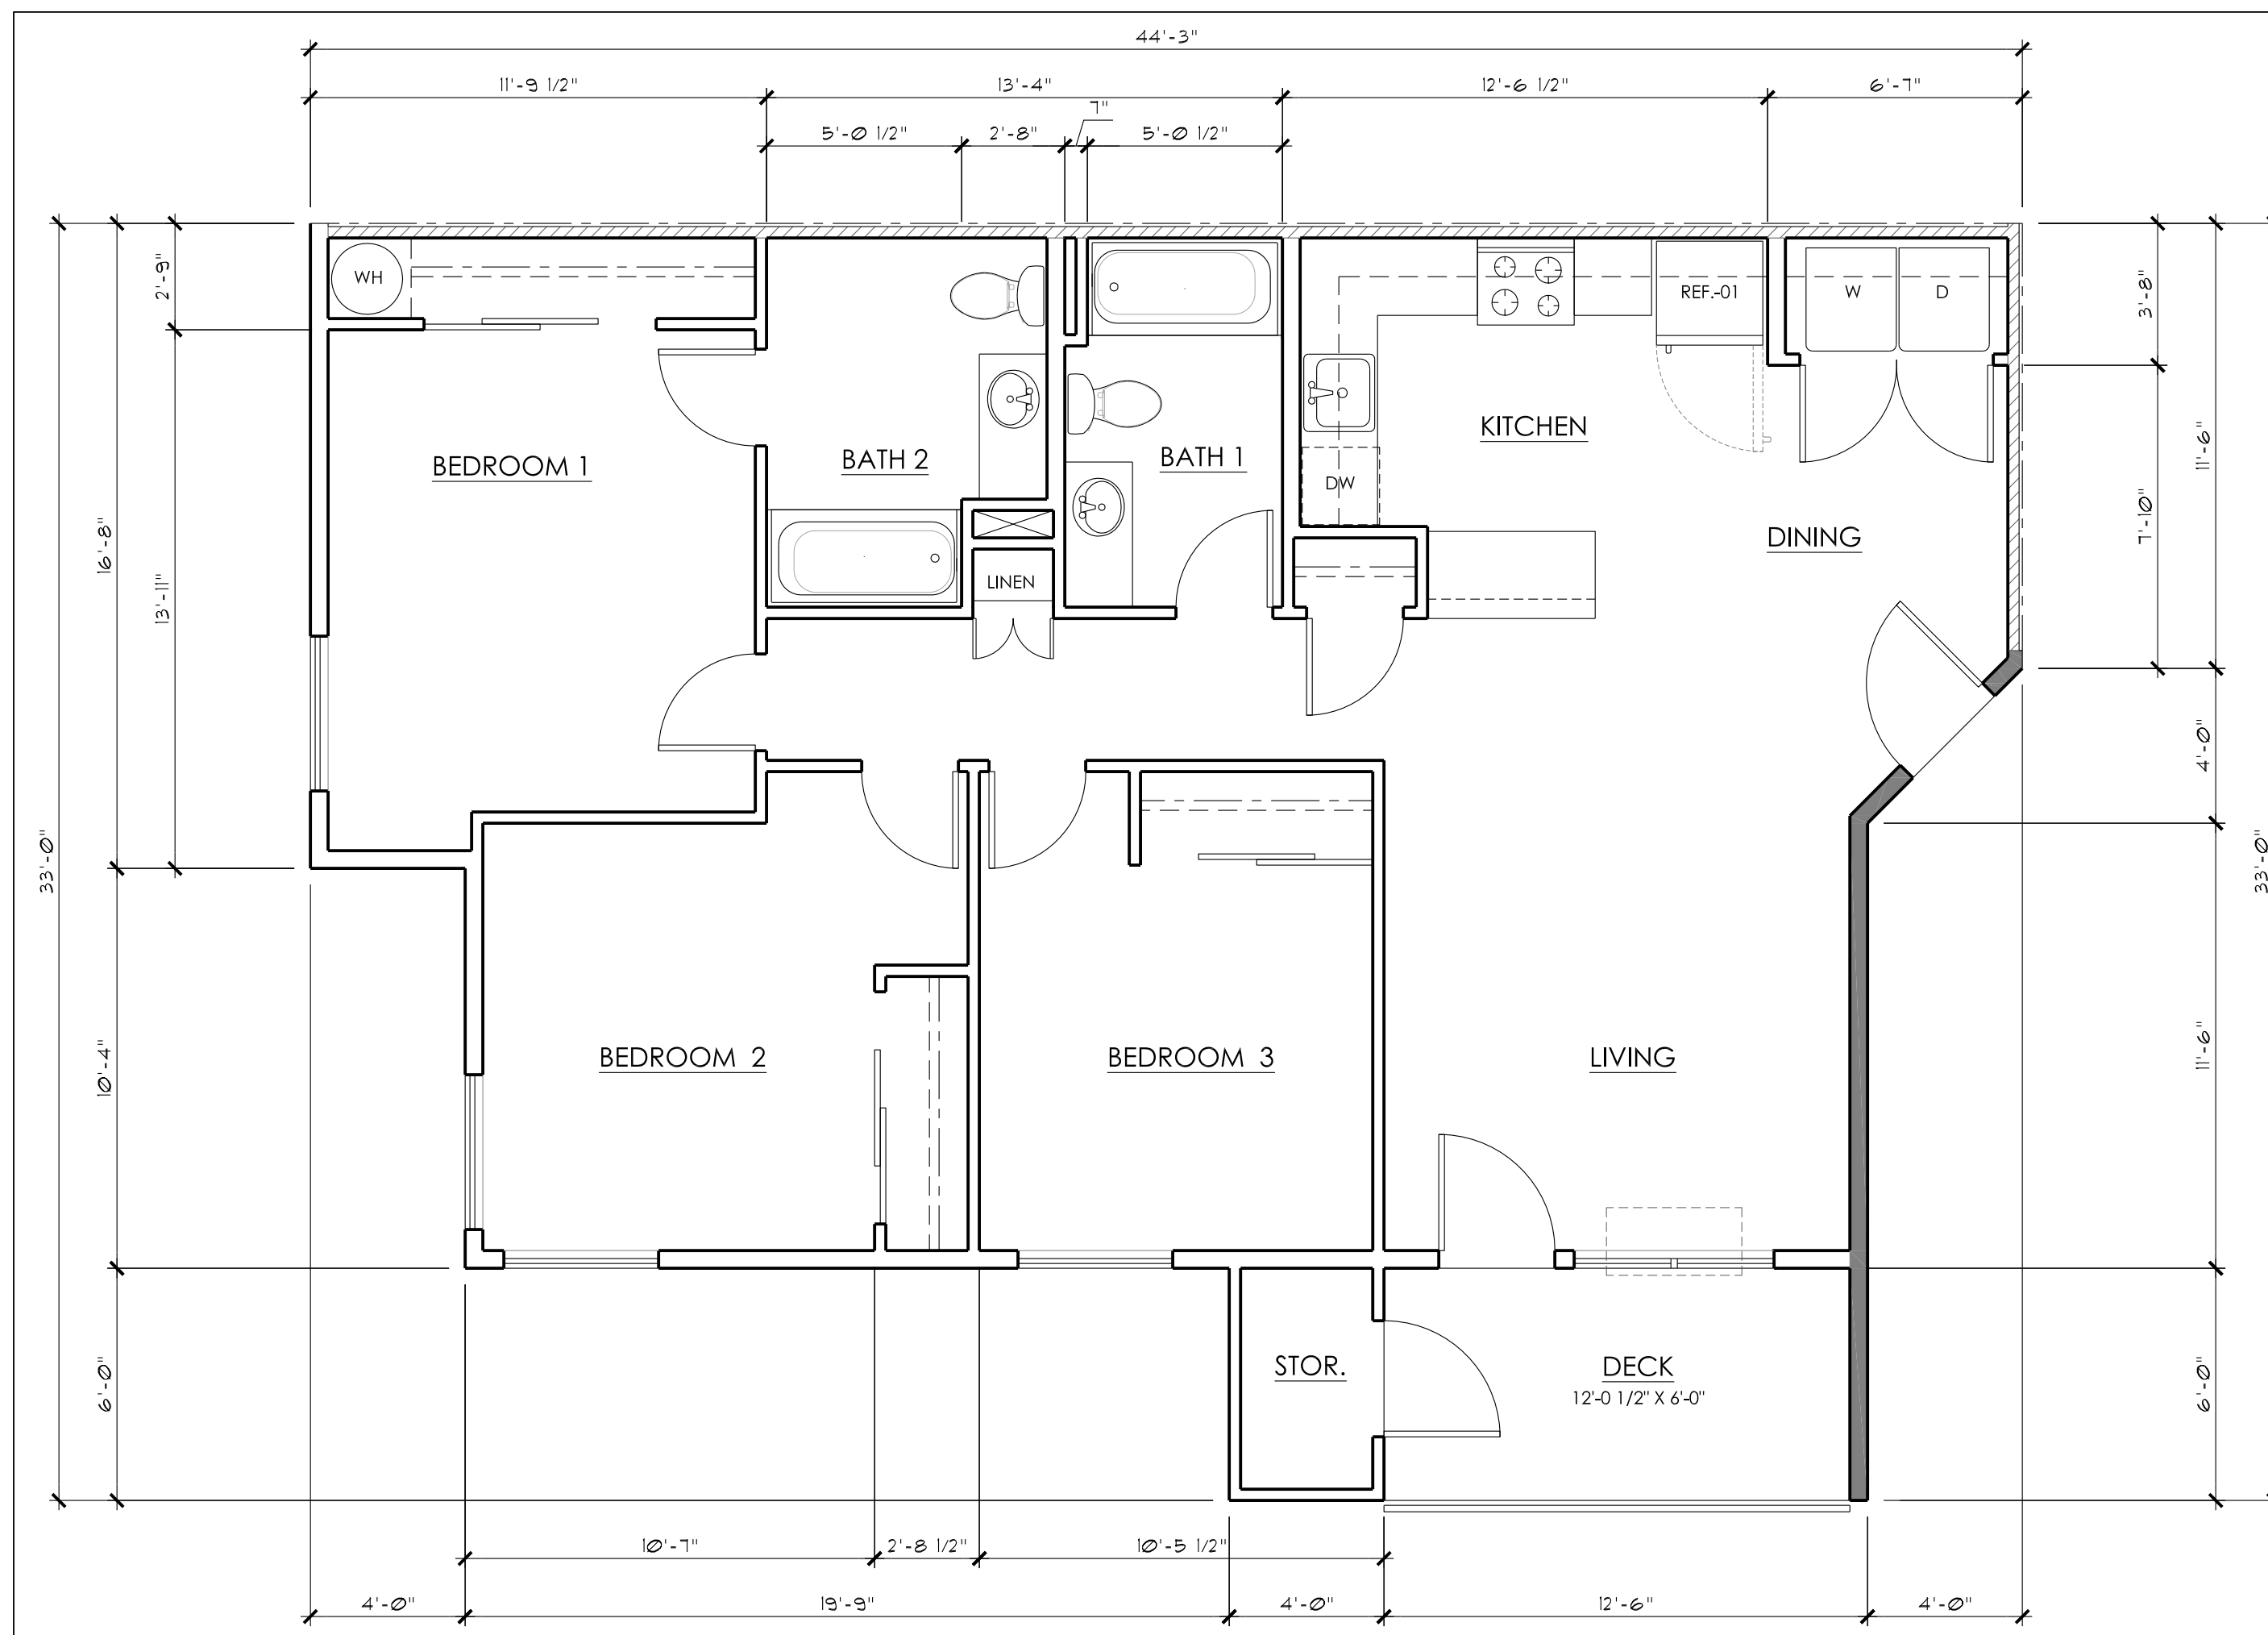 44'-3"
11'-9 1/2"
13'-4"
12'-6 1/2"
6'-7"
7"
5'-0 1/2"
2'-8"
5'-0 1/2"
2'-9"
WH
REF.-01
W
D
3'-8"
BEDROOM 1
BATH 2
BATH 1
KITCHEN
11'-6"
DW
16'-8"
13'-11"
DINING
7'-10"
LINEN
4'-0"
33'-0"
33'-0"
10'-4"
BEDROOM 2
BEDROOM 3
LIVING
11'-6"
6'-0"
STOR.
DECK
12'-0 1/2" X 6'-0"
6'-0"
10'-7"
2'-8 1/2"
10'-5 1/2"
4'-0"
19'-9"
4'-0"
12'-6"
4'-0"